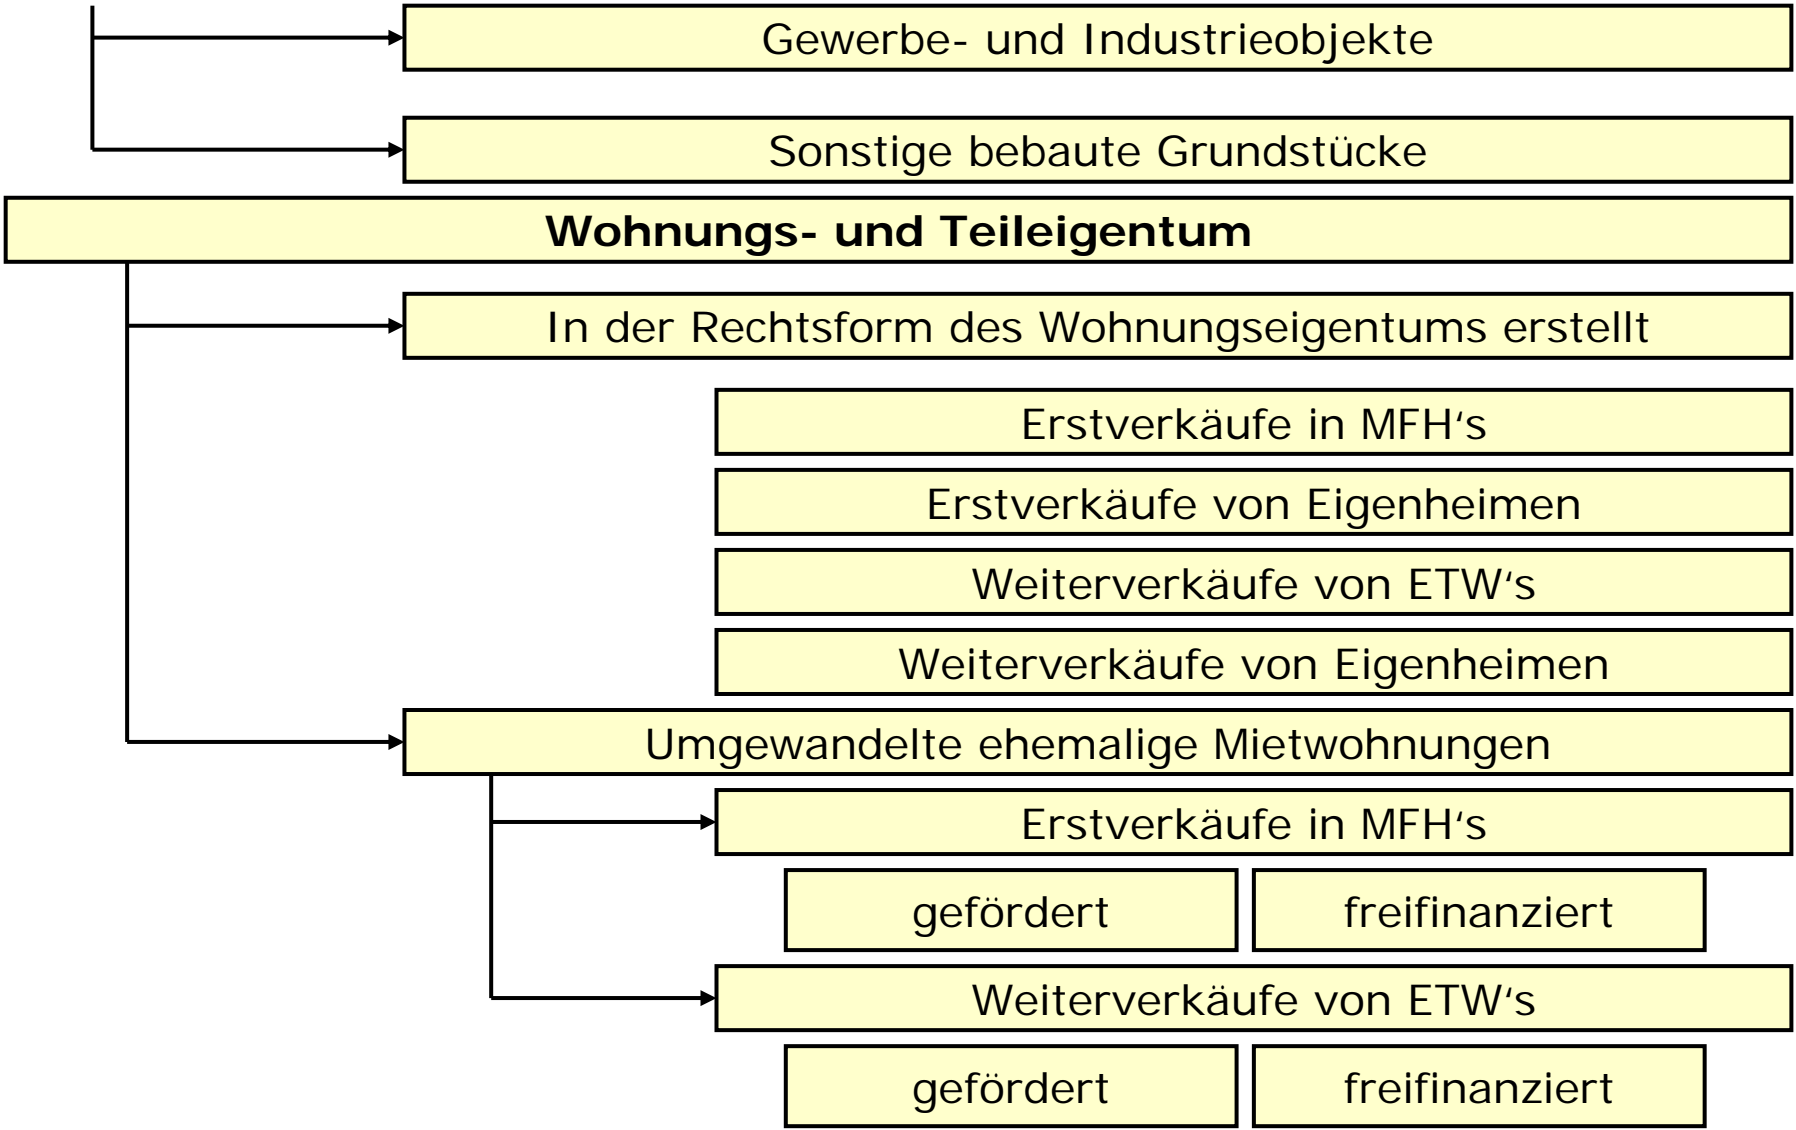 Gewerbe- und Industrieobjekte
Sonstige bebaute Grundstücke
Wohnungs- und Teileigentum
In der Rechtsform des Wohnungseigentums erstellt
Erstverkäufe in MFH‘s
Erstverkäufe von Eigenheimen
Weiterverkäufe von ETW‘s
Weiterverkäufe von Eigenheimen
Umgewandelte ehemalige Mietwohnungen
Erstverkäufe in MFH‘s
gefördert freifinanziert
Weiterverkäufe von ETW‘s
gefördert freifinanziert